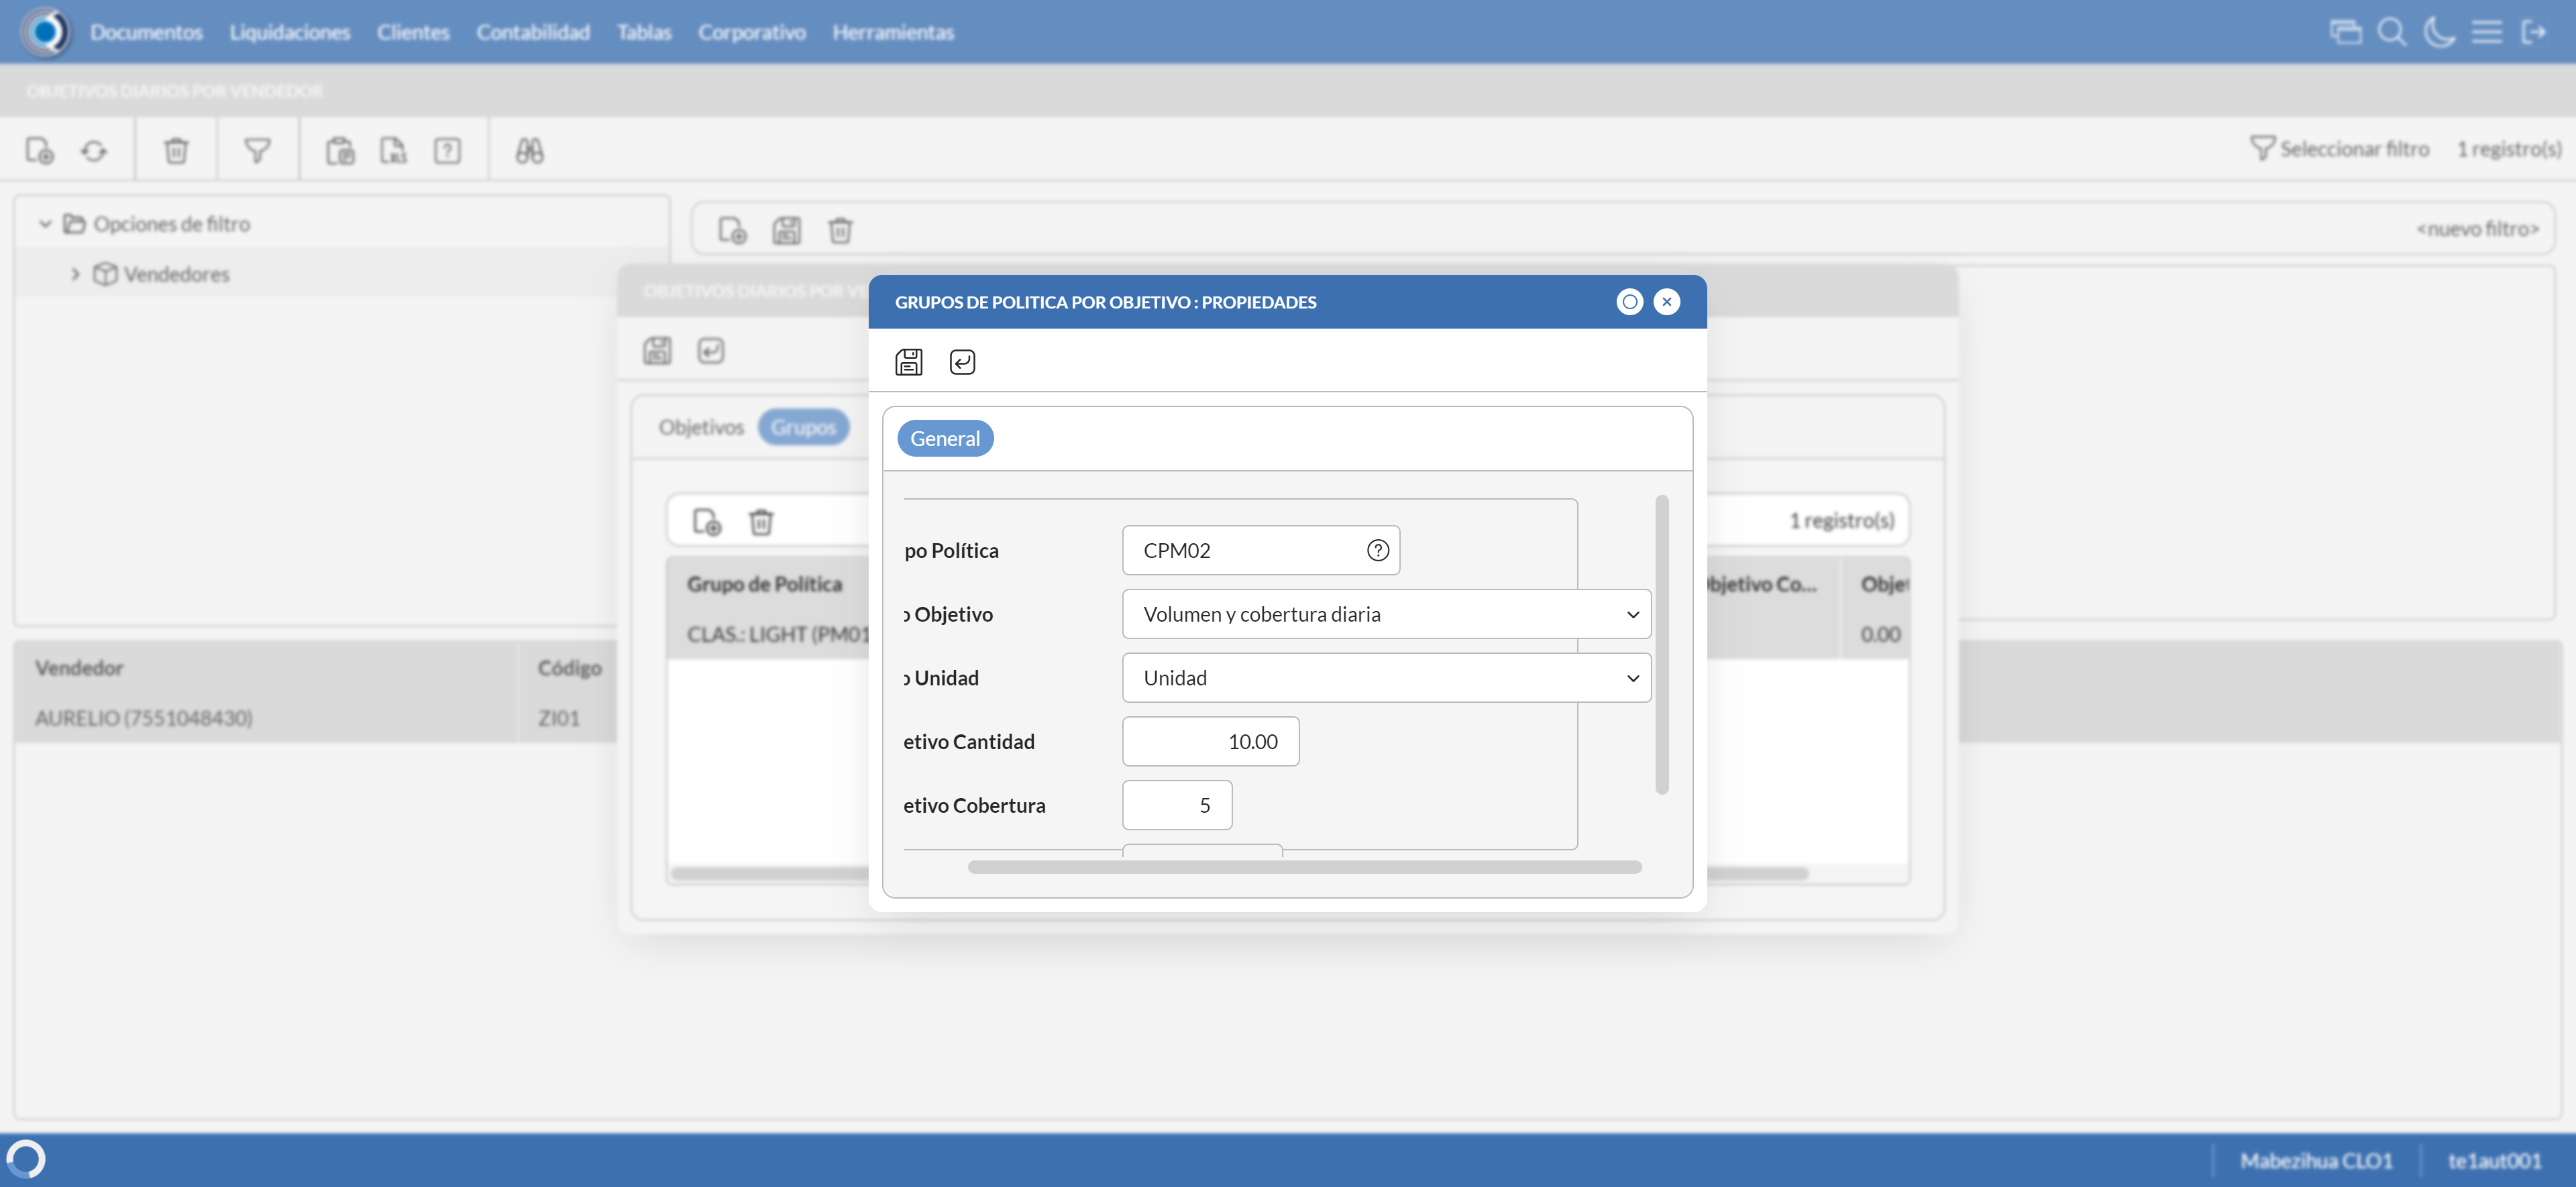 Documentos Liquidaciones Clientes Contabilidad Tablas Corporativo Herramientas
OBJETIVOS DIARIOS POR VENDEDOR
Seleccionar filtro 1 registro(s)
Opciones de filtro
<nuevo filtro>
Vendedores
OBJETIVOS DIARIOS POR VE
GRUPOS DE POLITICA POR OBJETIVO : PROPIEDADES
Objetivos Grupos
General
1 registro(s)
po Política CPM02
Grupo de Política
bjetivo Co... Obje
o Objetivo Volumen y cobertura diaria
CLAS.: LIGHT (PM01
0.00
Vendedor Código
o Unidad Unidad
AURELIO (7551048430) ZI01
etivo Cantidad 10.00
etivo Cobertura 5
Mabezihua CLO1 te1aut001